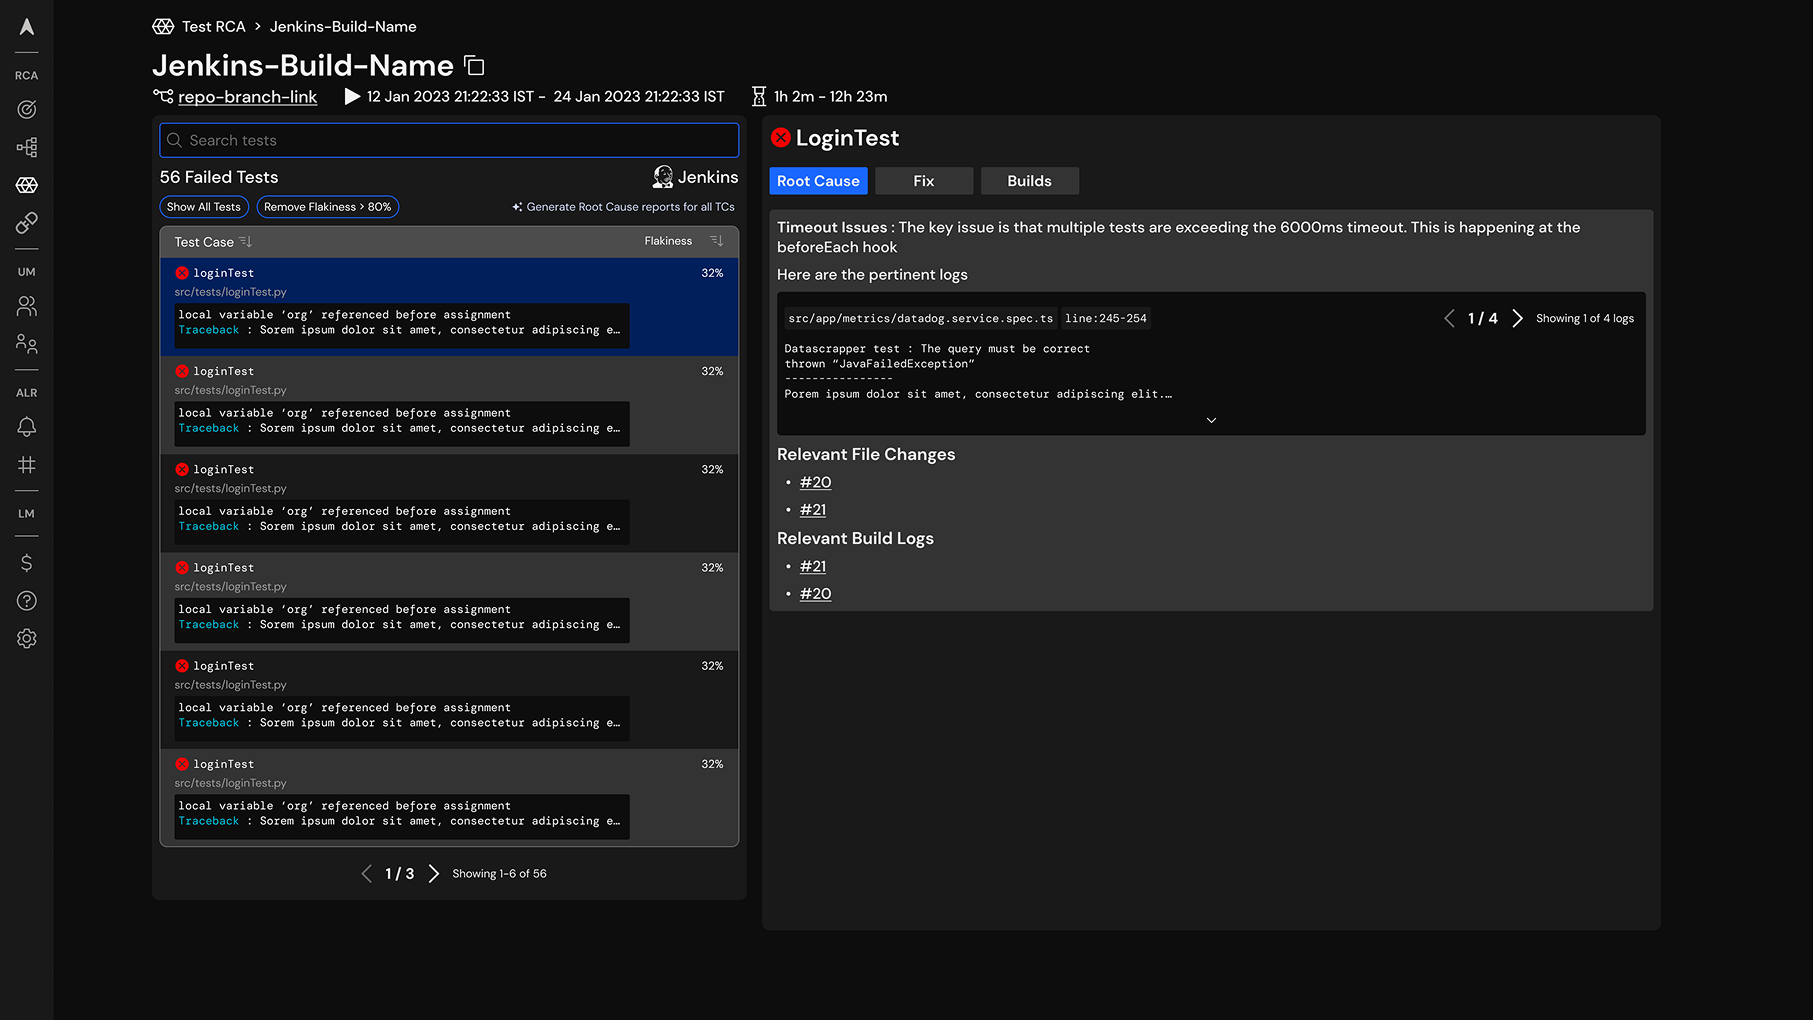 Test RCA > Jenkins-Build-Name
Jenkins-Build-Name
repo-branch-link 12 Jan 2023 21:22:33 IST - 24 Jan 2023 21:22:33 IST 1h 2m - 12h 23m
RCA
UM
ALR
LM
Search tests
56 Failed Tests Jenkins
Show All Tests Remove Flakiness > 80% Generate Root Cause reports for all TCs
Test Case Flakiness
loginTest 32%
src/tests/loginTest.py
local variable ‘org’ referenced before assignment
Traceback : Sorem ipsum dolor sit amet, consectetur adipiscing e…
loginTest 32%
src/tests/loginTest.py
local variable ‘org’ referenced before assignment
Traceback : Sorem ipsum dolor sit amet, consectetur adipiscing e…
loginTest 32%
src/tests/loginTest.py
local variable ‘org’ referenced before assignment
Traceback : Sorem ipsum dolor sit amet, consectetur adipiscing e…
loginTest 32%
src/tests/loginTest.py
local variable ‘org’ referenced before assignment
Traceback : Sorem ipsum dolor sit amet, consectetur adipiscing e…
loginTest 32%
src/tests/loginTest.py
local variable ‘org’ referenced before assignment
Traceback : Sorem ipsum dolor sit amet, consectetur adipiscing e…
loginTest 32%
src/tests/loginTest.py
local variable ‘org’ referenced before assignment
Traceback : Sorem ipsum dolor sit amet, consectetur adipiscing e…
1 / 3 Showing 1-6 of 56
LoginTest
Root Cause Fix Builds
Timeout Issues : The key issue is that multiple tests are exceeding the 6000ms timeout. This is happening at the
beforeEach hook
Here are the pertinent logs
src/app/metrics/datadog.service.spec.ts line:245-254 1 / 4 Showing 1 of 4 logs
Datascrapper test : The query must be correct
thrown “JavaFailedException”
----------------
Porem ipsum dolor sit amet, consectetur adipiscing elit.…
Relevant File Changes
• #20
• #21
Relevant Build Logs
• #21
• #20